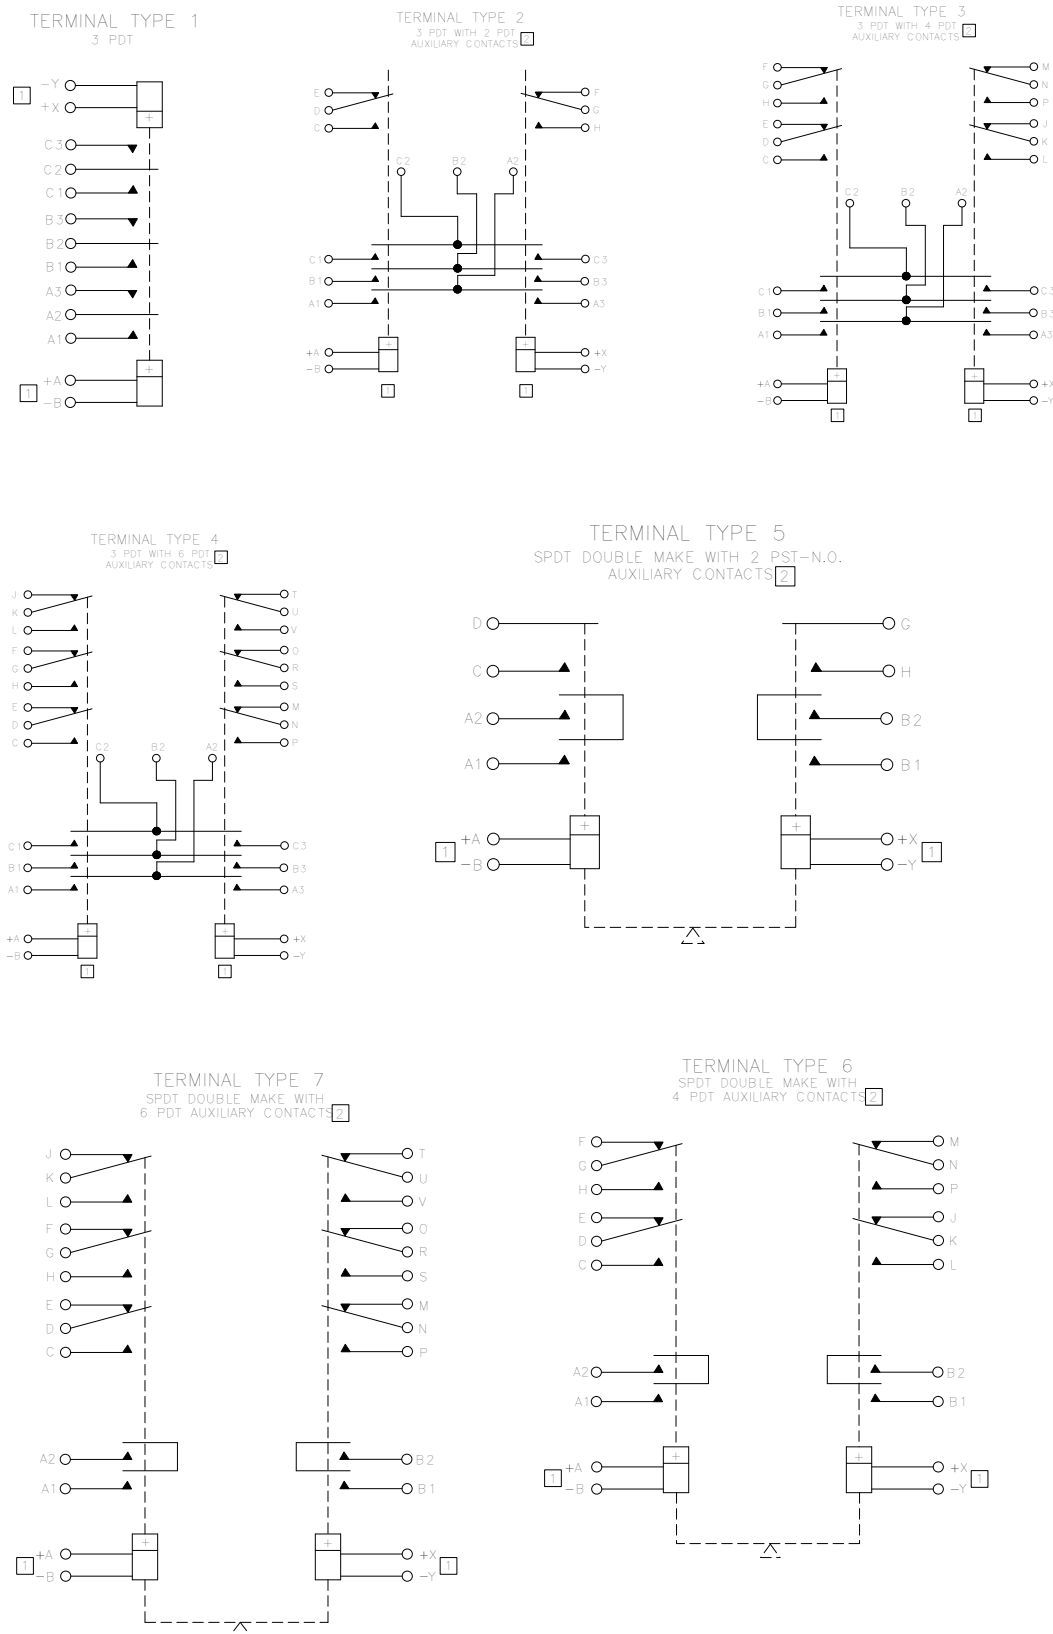 TERMINAL TYPE 1
3 PDT
1
-Y
+X
+
C3
C2
C1
B3
B2
B1
A3
A2
A1
+
1
+A
-B
TERMINAL TYPE 2
3 PDT WITH 2 PDT
AUXILIARY CONTACTS 2
E F
D G
C H
C2 B2 A2
C1 C3
B1 B3
A1 A3
+ +
+A +X
-B -Y
1 1
TERMINAL TYPE 3
3 PDT WITH 4 PDT
AUXILIARY CONTACTS 2
F M
G N
H P
E J
D K
C L
C2 B2 A2
C1 C3
B1 B3
A1 A3
+ +
+A +X
-B -Y
1 1
TERMINAL TYPE 4
3 PDT WITH 6 PDT
AUXILIARY CONTACTS 2
J T
K U
L V
F O
G R
H S
E M
D N
C P
C2 B2 A2
C1 C3
B1 B3
A1 A3
+ +
+A +X
-B -Y
1 1
TERMINAL TYPE 5
SPDT DOUBLE MAKE WITH 2 PST-N.O.
AUXILIARY CONTACTS 2
D G
C H
A2 B2
A1 B1
+ +
1 +A +X 1
-B -Y
TERMINAL TYPE 7
SPDT DOUBLE MAKE WITH
6 PDT AUXILIARY CONTACTS 2
J T
K U
L V
F O
G R
H S
E M
D N
C P
A2 B2
A1 B1
+ +
1 +A +X 1
-B -Y
TERMINAL TYPE 6
SPDT DOUBLE MAKE WITH
4 PDT AUXILIARY CONTACTS 2
F M
G N
H P
E J
D K
C L
A2 B2
A1 B1
+ +
1 +A +X 1
-B -Y